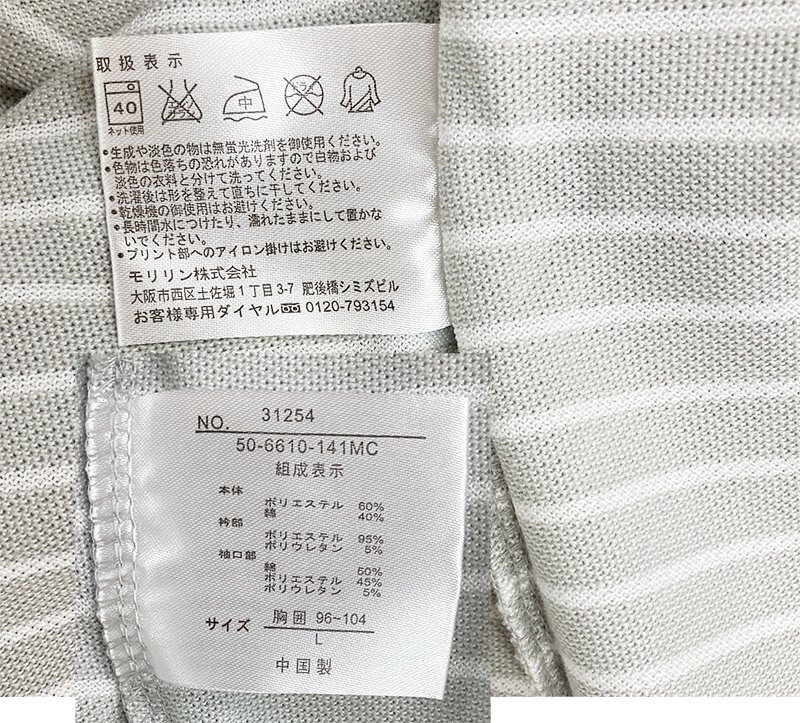 取扱表示
40 エンソ 中 ドライ
ネット使用
●生成や淡色の物は無蛍光洗剤を御使用ください。
●色物は色落ちの恐れがありますので白物および
淡色の衣料と分けて洗ってください。
●洗濯後は形を整えて直ちに干してください。
●乾燥機の御使用はお避けください。
●長時間水につけたり、濡れたままにして置かな
いでください。
●プリント部へのアイロン掛けはお避けください。
モリリン株式会社
大阪市西区土佐堀1丁目3-7 肥後橋シミズビル
お客様専用ダイヤル 0120-793154
NO. 31254
50-6610-141MC
組成表示
本体
ポリエステル 60%
綿 40%
衿部
ポリエステル 95%
ポリウレタン 5%
袖口部
綿 50%
ポリエステル 45%
ポリウレタン 5%
サイズ 胸囲 96~104
L
中国製